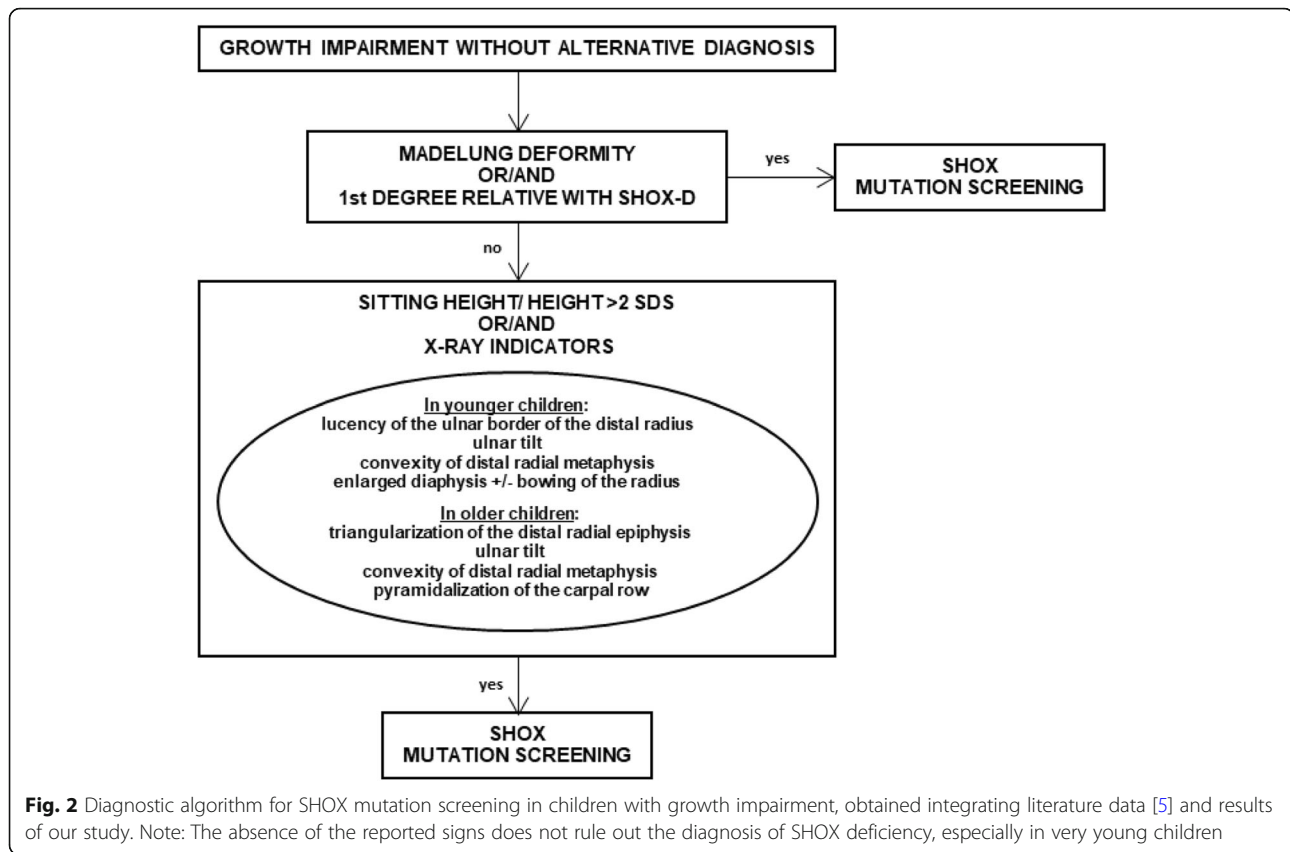 GROWTH IMPAIRMENT WITHOUT ALTERNATIVE DIAGNOSIS
MADELUNG DEFORMITY
OR/AND
1st DEGREE RELATIVE WITH SHOX-D
yes
SHOX
MUTATION SCREENING
no
SITTING HEIGHT/ HEIGHT >2 SDS
OR/AND
X-RAY INDICATORS
In younger children:
lucency of the ulnar border of the distal radius
ulnar tilt
convexity of distal radial metaphysis
enlarged diaphysis +/- bowing of the radius
In older children:
triangularization of the distal radial epiphysis
ulnar tilt
convexity of distal radial metaphysis
pyramidalization of the carpal row
yes
SHOX
MUTATION SCREENING
Fig. 2 Diagnostic algorithm for SHOX mutation screening in children with growth impairment, obtained integrating literature data [5] and results
of our study. Note: The absence of the reported signs does not rule out the diagnosis of SHOX deficiency, especially in very young children